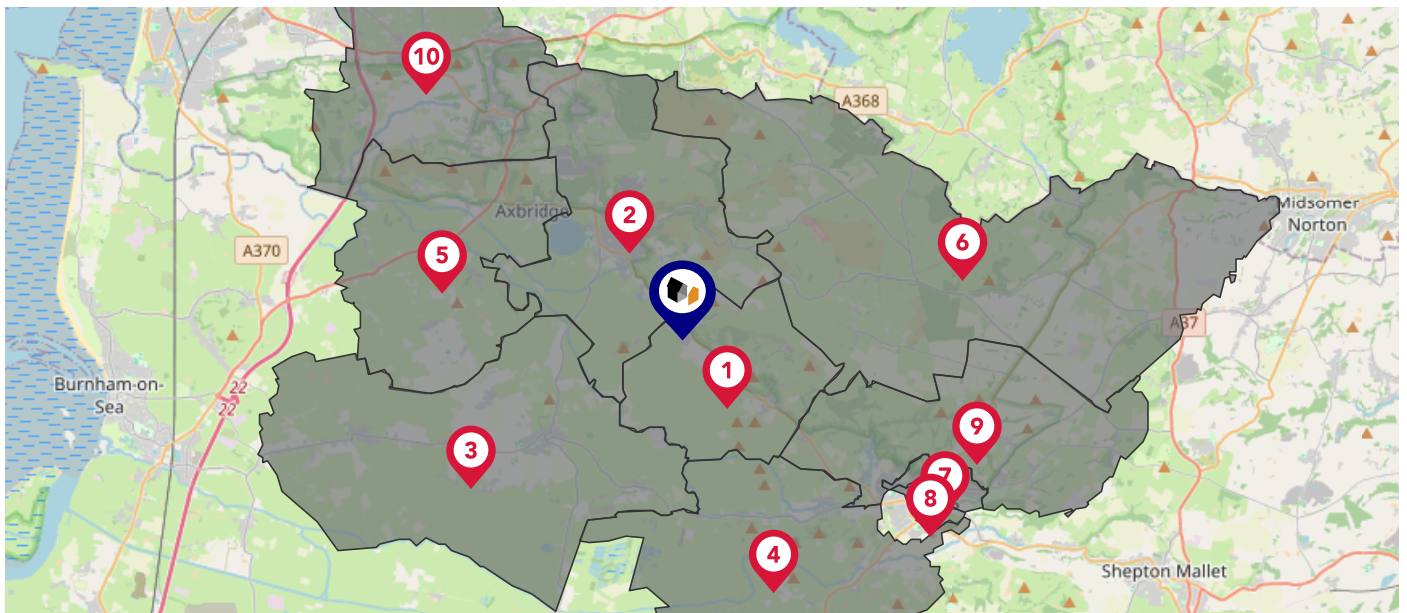 10
A368
Axbridge
2
Midsomer
Norton
A370
5
6
A37
1
22
22
Burnham-on-
Sea
3
9
7
8
4
Shepton Mallet